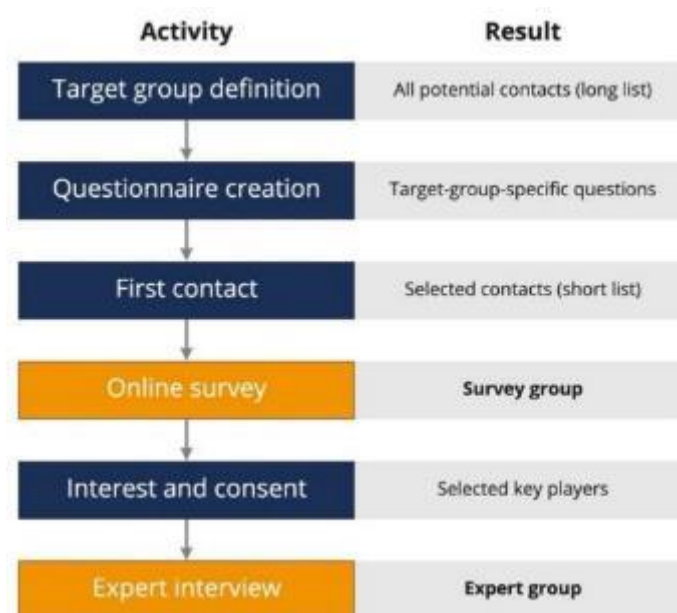 Activity Result
Target group definition All potential contacts (long list)
Questionnaire creation Target-group-specific questions
First contact Selected contacts (short list)
Online survey Survey group
Interest and consent Selected key players
Expert interview Expert group